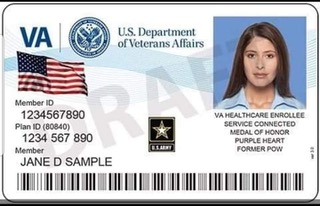 VA
U.S. Department
of Veterans Affairs
DRAFT
Member ID
1234567890
Plan ID (80840)
1234 567 890
Member
JANE D SAMPLE
U.S.ARMY
VA HEALTHCARE ENROLLEE
SERVICE CONNECTED
MEDAL OF HONOR
PURPLE HEART
FORMER POW